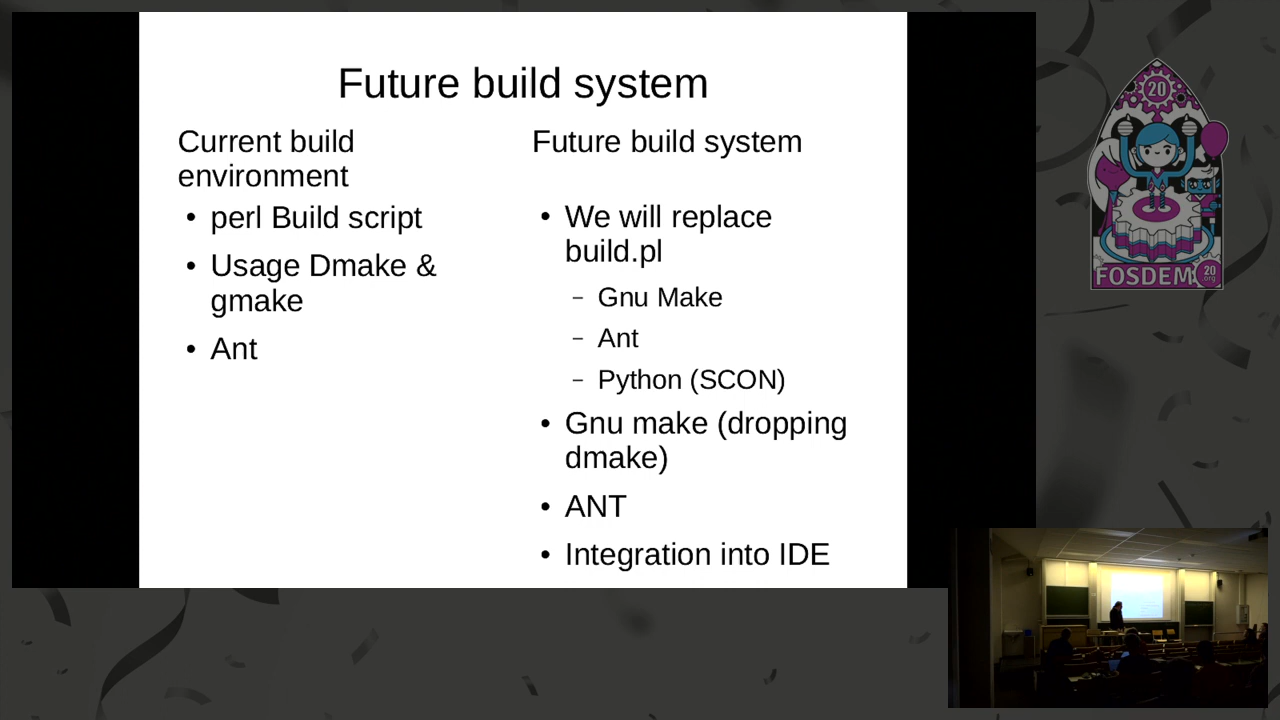 Future build system
Current build
environment
• perl Build script
• Usage Dmake &
gmake
• Ant
Future build system
• We will replace
build.pl
– Gnu Make
– Ant
– Python (SCON)
• Gnu make (dropping
dmake)
• ANT
• Integration into IDE
20
FOSDEM
20
.org